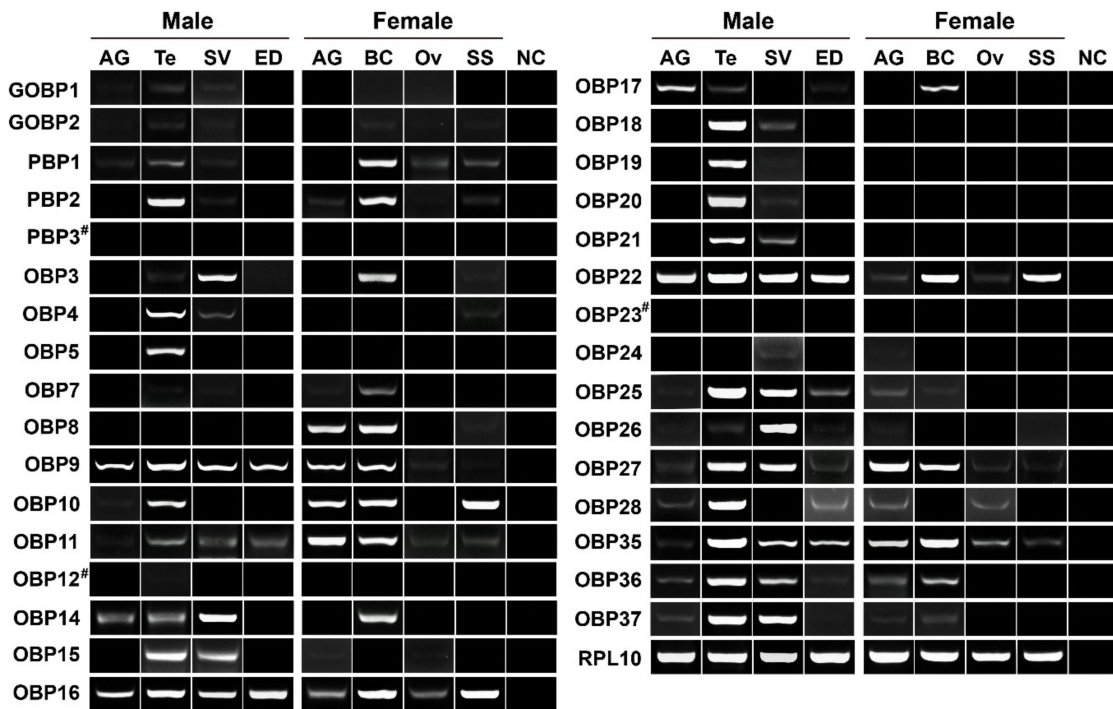 Male Female
AG Te SV ED AG BC Ov SS NC
GOBP1
GOBP2
PBP1
PBP2
PBP3#
OBP3
OBP4
OBP5
OBP7
OBP8
OBP9
OBP10
OBP11
OBP12#
OBP14
OBP15
OBP16
Male Female
AG Te SV ED AG BC Ov SS NC
OBP17
OBP18
OBP19
OBP20
OBP21
OBP22
OBP23#
OBP24
OBP25
OBP26
OBP27
OBP28
OBP35
OBP36
OBP37
RPL10